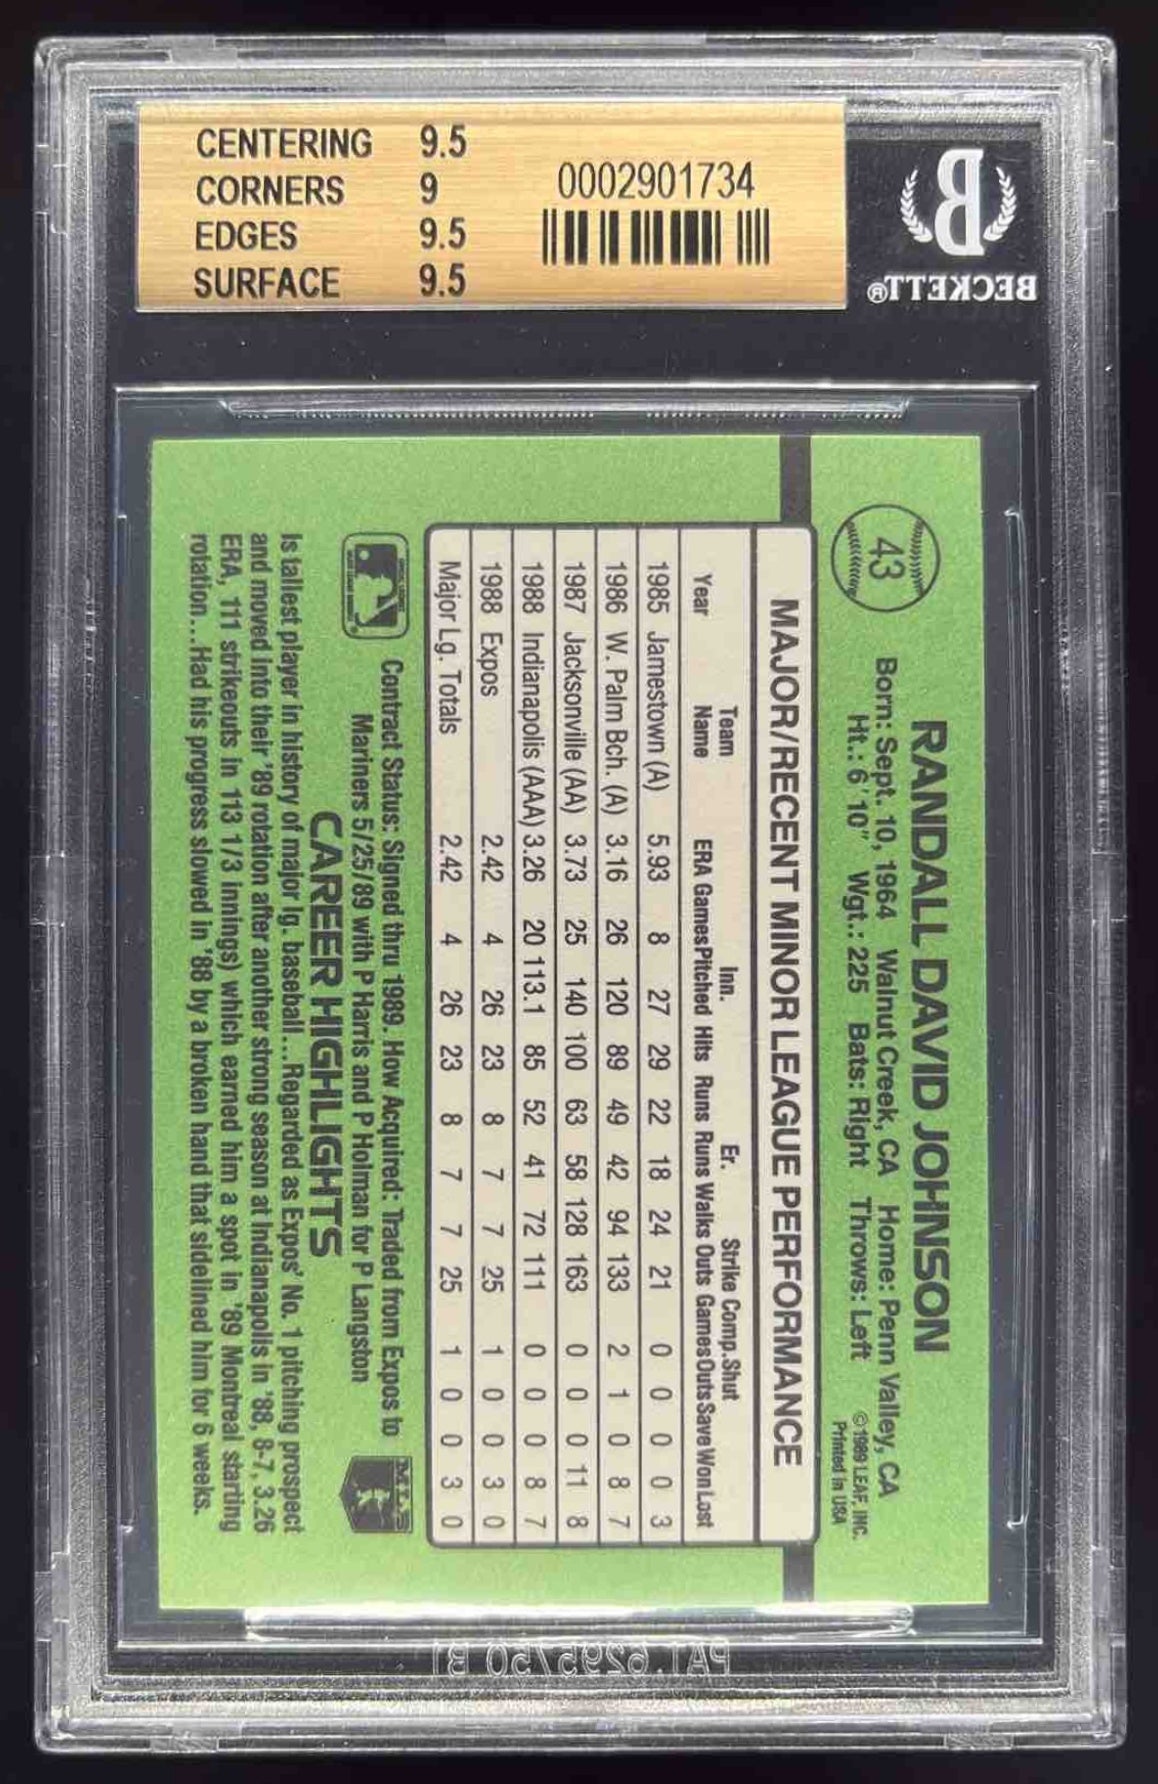 CENTERING 9.5
CORNERS 9
EDGES 9.5
SURFACE 9.5
0002901734
BECKETT®
43
RANDALL DAVID JOHNSON
Born: Sept. 10, 1964 Walnut Creek, CA Home: Penn Valley, CA
Ht.: 6'10" Wgt.: 225 Bats: Right Throws: Left
© 1989 LEAF, INC.
Printed in USA
MAJOR/RECENT MINOR LEAGUE PERFORMANCE
Team Inn. Er. Strike Comp. Shut
Year Name ERA Games Pitched Hits Runs Runs Walks Outs Games Outs Save Won Lost
1985 Jamestown (A) 5.93 8 27 29 22 18 24 21 0 0 0 0 3
1986 W. Palm Bch. (A) 3.16 26 120 89 49 42 94 133 2 1 0 8 7
1987 Jacksonville (AA) 3.73 25 140 100 63 58 128 163 0 0 0 11 8
1988 Indianapolis (AAA) 3.26 20 113.1 85 52 41 72 111 0 0 0 8 7
1988 Expos 2.42 4 26 23 8 7 7 25 1 0 0 3 0
Major Lg. Totals 2.42 4 26 23 8 7 7 25 1 0 0 3 0
Contract Status: Signed thru 1989. How Acquired: Traded from Expos to
Mariners 5/25/89 with P Harris and P Holman for P Langston
MLS
CAREER HIGHLIGHTS
Is tallest player in history of major lg. baseball...Regarded as Expos' No. 1 pitching prospect
and moved into their '89 rotation after another strong season at Indianapolis in '88, 8-7, 3.26
ERA, 111 strikeouts in 113 1/3 innings) which earned him a spot in '89 Montreal starting
rotation...Had his progress slowed in '88 by a broken hand that sidelined him for 6 weeks.
PAT.6295750 B1